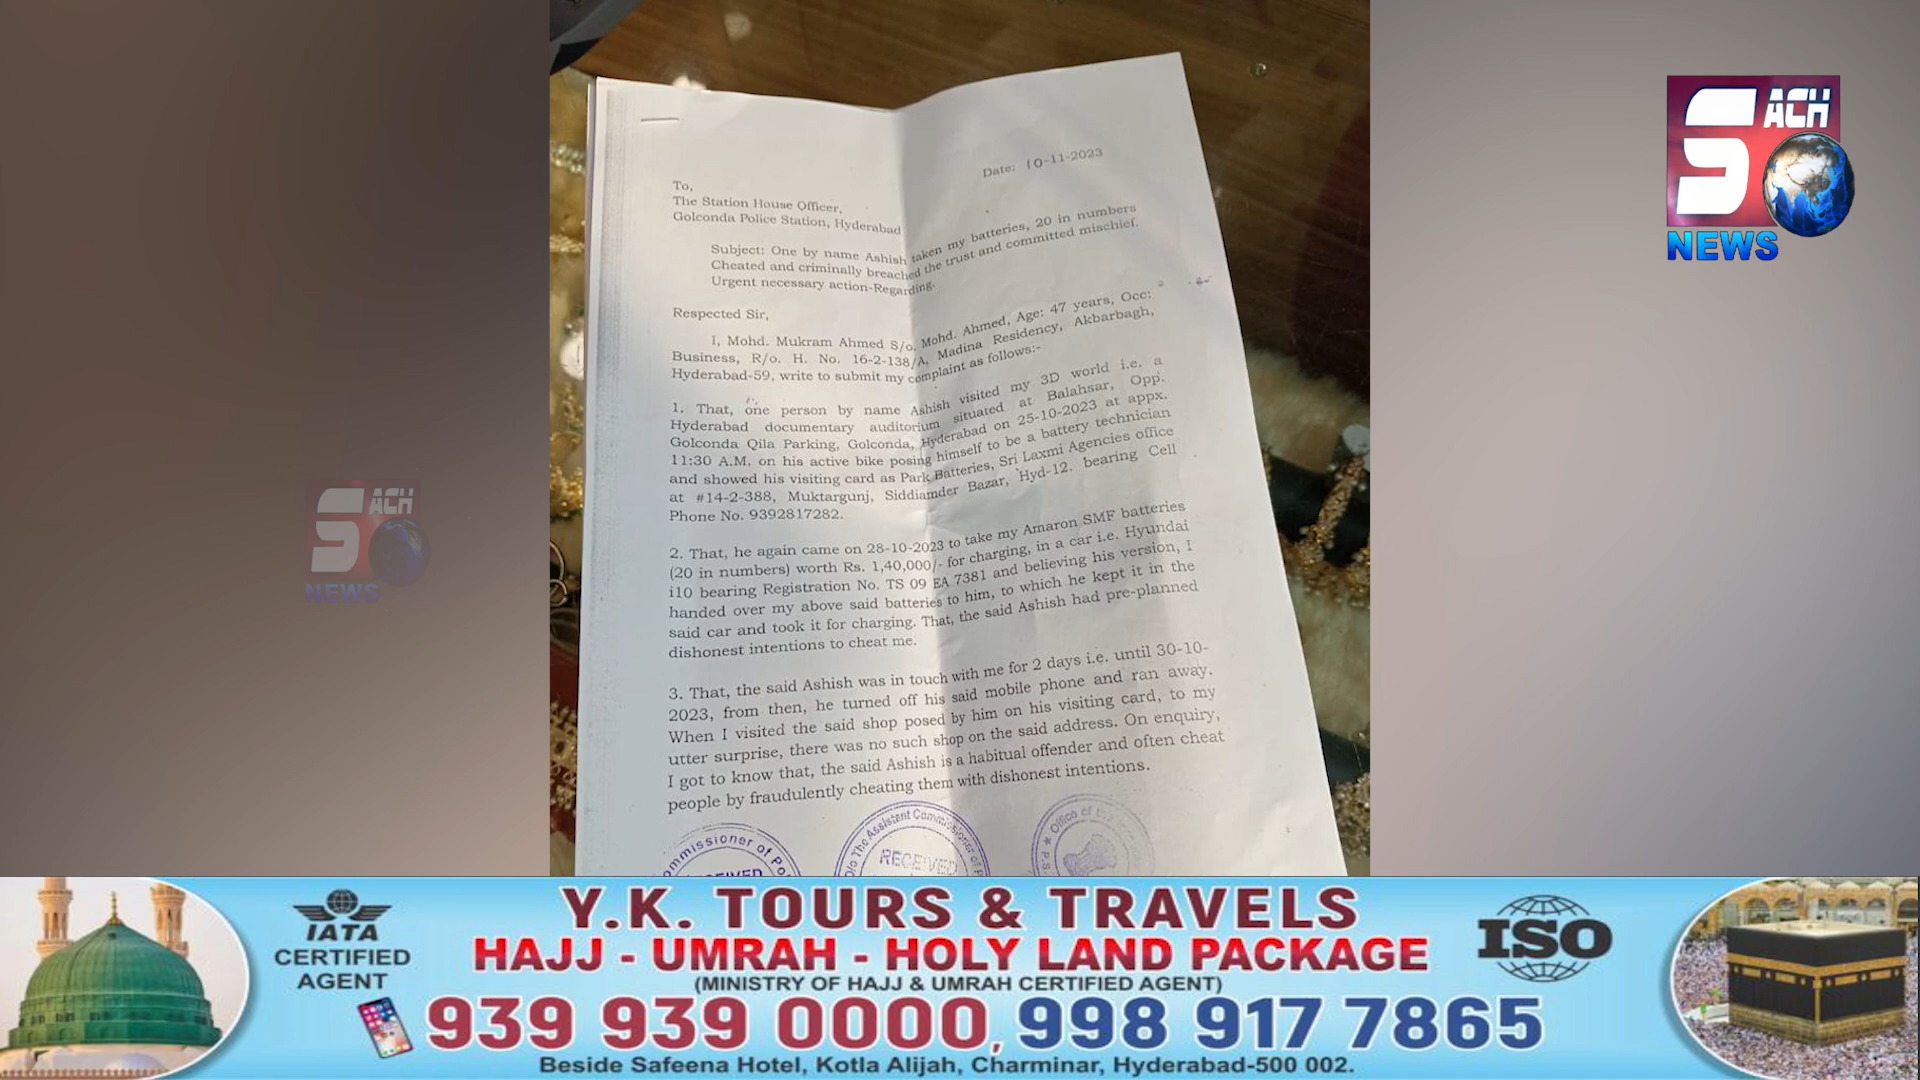 Date: 10-11-2023
To,
The Station House Officer,
Golconda Police Station, Hyderabad
Subject: One by name Ashish taken my batteries, 20 in numbers
Cheated and criminally breached the trust and committed mischief.
Urgent necessary action-Regarding.
Respected Sir,
I, Mohd. Mukram Ahmed S/o. Mohd. Ahmed, Age: 47 years, Occ:
Business, R/o. H. No. 16-2-138/A, Madina Residency, Akbarbagh,
Hyderabad-59, write to submit my complaint as follows:-
1. That, one person by name Ashish visited my 3D world i.e. a
Hyderabad documentary auditorium situated at Balahsar, Opp.
Golconda Qila Parking, Golconda, Hyderabad on 25-10-2023 at appx.
11:30 A.M. on his active bike posing himself to be a battery technician
and showed his visiting card as Park Batteries, Sri Laxmi Agencies office
at #14-2-388, Muktargunj, Siddiamder Bazar, Hyd-12. bearing Cell
Phone No. 9392817282.
2. That, he again came on 28-10-2023 to take my Amaron SMF batteries
(20 in numbers) worth Rs. 1,40,000/- for charging, in a car i.e. Hyundai
i10 bearing Registration No. TS 09 EA 7381 and believing his version, I
handed over my above said batteries to him, to which he kept it in the
said car and took it for charging. That, the said Ashish had pre-planned
dishonest intentions to cheat me.
3. That, the said Ashish was in touch with me for 2 days i.e. until 30-10-
2023, from then, he turned off his said mobile phone and ran away.
When I visited the said shop posed by him on his visiting card, to my
utter surprise, there was no such shop on the said address. On enquiry,
I got to know that, the said Ashish is a habitual offender and often cheat
people by fraudulently cheating them with dishonest intentions.
O/o The Assistant Commissioner of
RECEIVED
Office of the
SACH
NEWS
SACH
NEWS
IATA
CERTIFIED
AGENT
Y.K. TOURS & TRAVELS
HAJJ - UMRAH - HOLY LAND PACKAGE
(MINISTRY OF HAJJ & UMRAH CERTIFIED AGENT)
939 939 0000, 998 917 7865
Beside Safeena Hotel, Kotla Alijah, Charminar, Hyderabad-500 002.
ISO